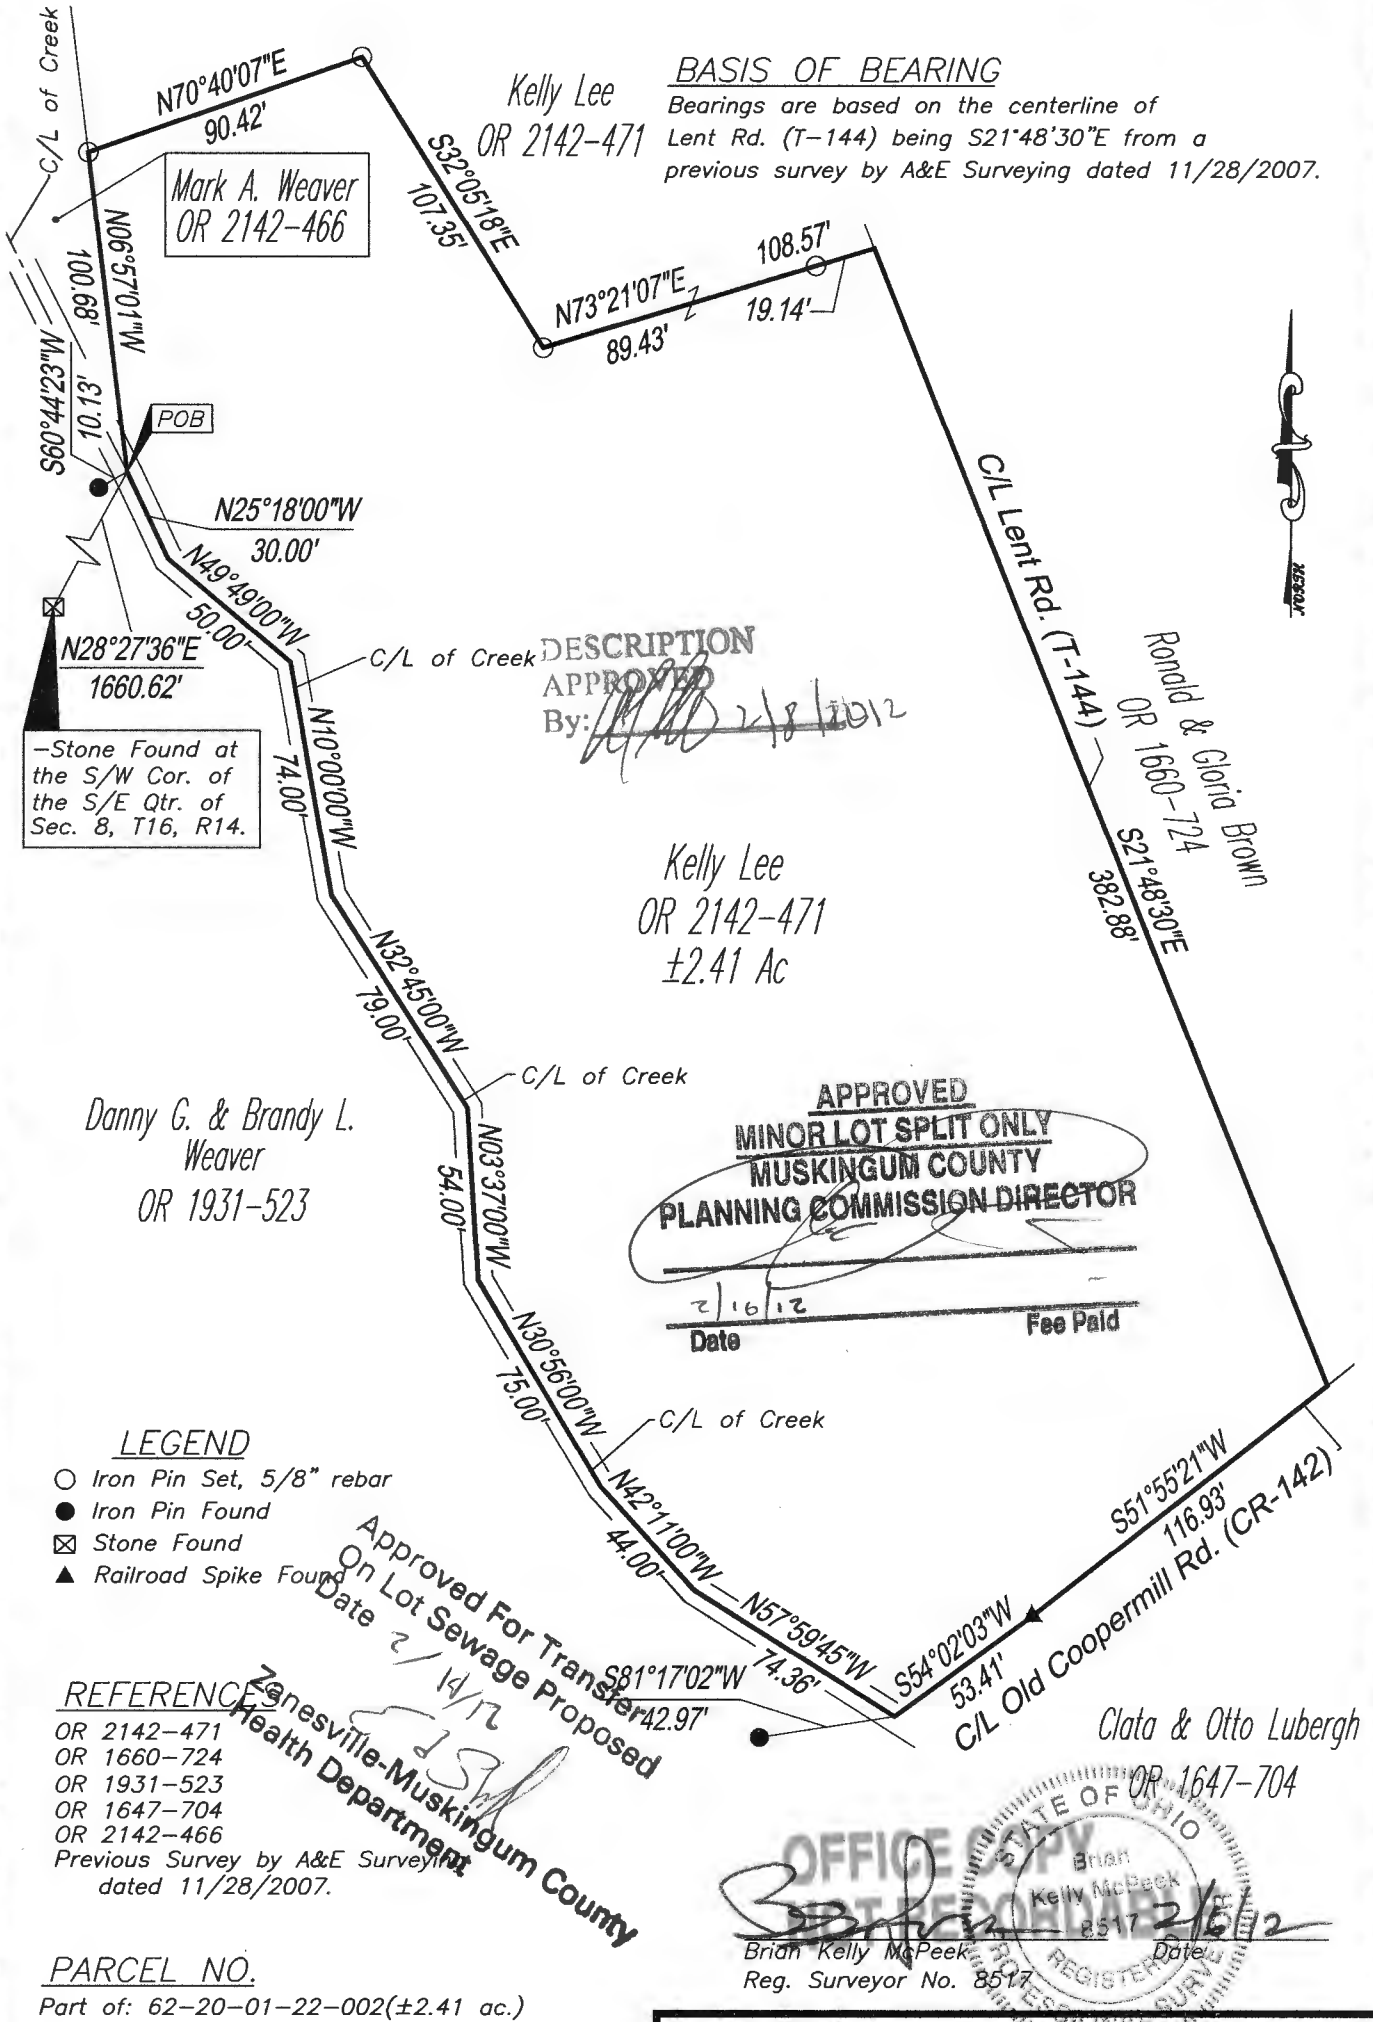 C/L of Creek
N70°40'07"E
90.42'
Kelly Lee
OR 2142-471
BASIS OF BEARING
Bearings are based on the centerline of
Lent Rd. (T-144) being S21°48'30"E from a
previous survey by A&E Surveying dated 11/28/2007.
Mark A. Weaver
OR 2142-466
S32°05'18"E
107.35'
N06°57'01"W
100.68'
108.57'
N73°21'07"E
19.14'
89.43'
S60°44'23"W
10.13'
POB
N25°18'00"W
30.00'
N49°49'00"W
50.00'
C/L Lent Rd. (T-144)
N28°27'36"E
1660.62'
C/L of Creek
DESCRIPTION
APPROVED
By: 2/8/2012
Ronald & Gloria Brown
OR 1660-724
-Stone Found at
the S/W Cor. of
the S/E Qtr. of
Sec. 8, T16, R14.
N10°00'00"W
74.00'
S21°48'30"E
382.88'
Kelly Lee
OR 2142-471
±2.41 Ac
N32°45'00"W
79.00'
C/L of Creek
Danny G. & Brandy L.
Weaver
OR 1931-523
N03°37'00"W
54.00'
APPROVED
MINOR LOT SPLIT ONLY
MUSKINGUM COUNTY
PLANNING COMMISSION DIRECTOR
2/16/12
Date Fee Paid
N30°56'00"W
75.00'
C/L of Creek
LEGEND
Iron Pin Set, 5/8" rebar
Iron Pin Found
Stone Found
Railroad Spike Found
N42°11'00"W
44.00'
S51°55'21"W
116.93'
C/L Old Coopermill Rd. (CR-142)
N57°59'45"W
74.36'
S54°02'03"W
53.41'
S81°17'02"W
42.97'
Approved For Transfer
On Lot Sewage Proposed
Date 2/14/12
Zanesville-Muskingum County
Health Department
REFERENCES
OR 2142-471
OR 1660-724
OR 1931-523
OR 1647-704
OR 2142-466
Previous Survey by A&E Surveying
dated 11/28/2007.
Clata & Otto Lubergh
OR 1647-704
OFFICE COPY
NOT RECORDABLE
STATE OF OHIO
Brian
Kelly McPeek
8517
REGISTERED
2/6/12
Brian Kelly McPeek Date
Reg. Surveyor No. 8517
PARCEL NO.
Part of: 62-20-01-22-002(±2.41 ac.)